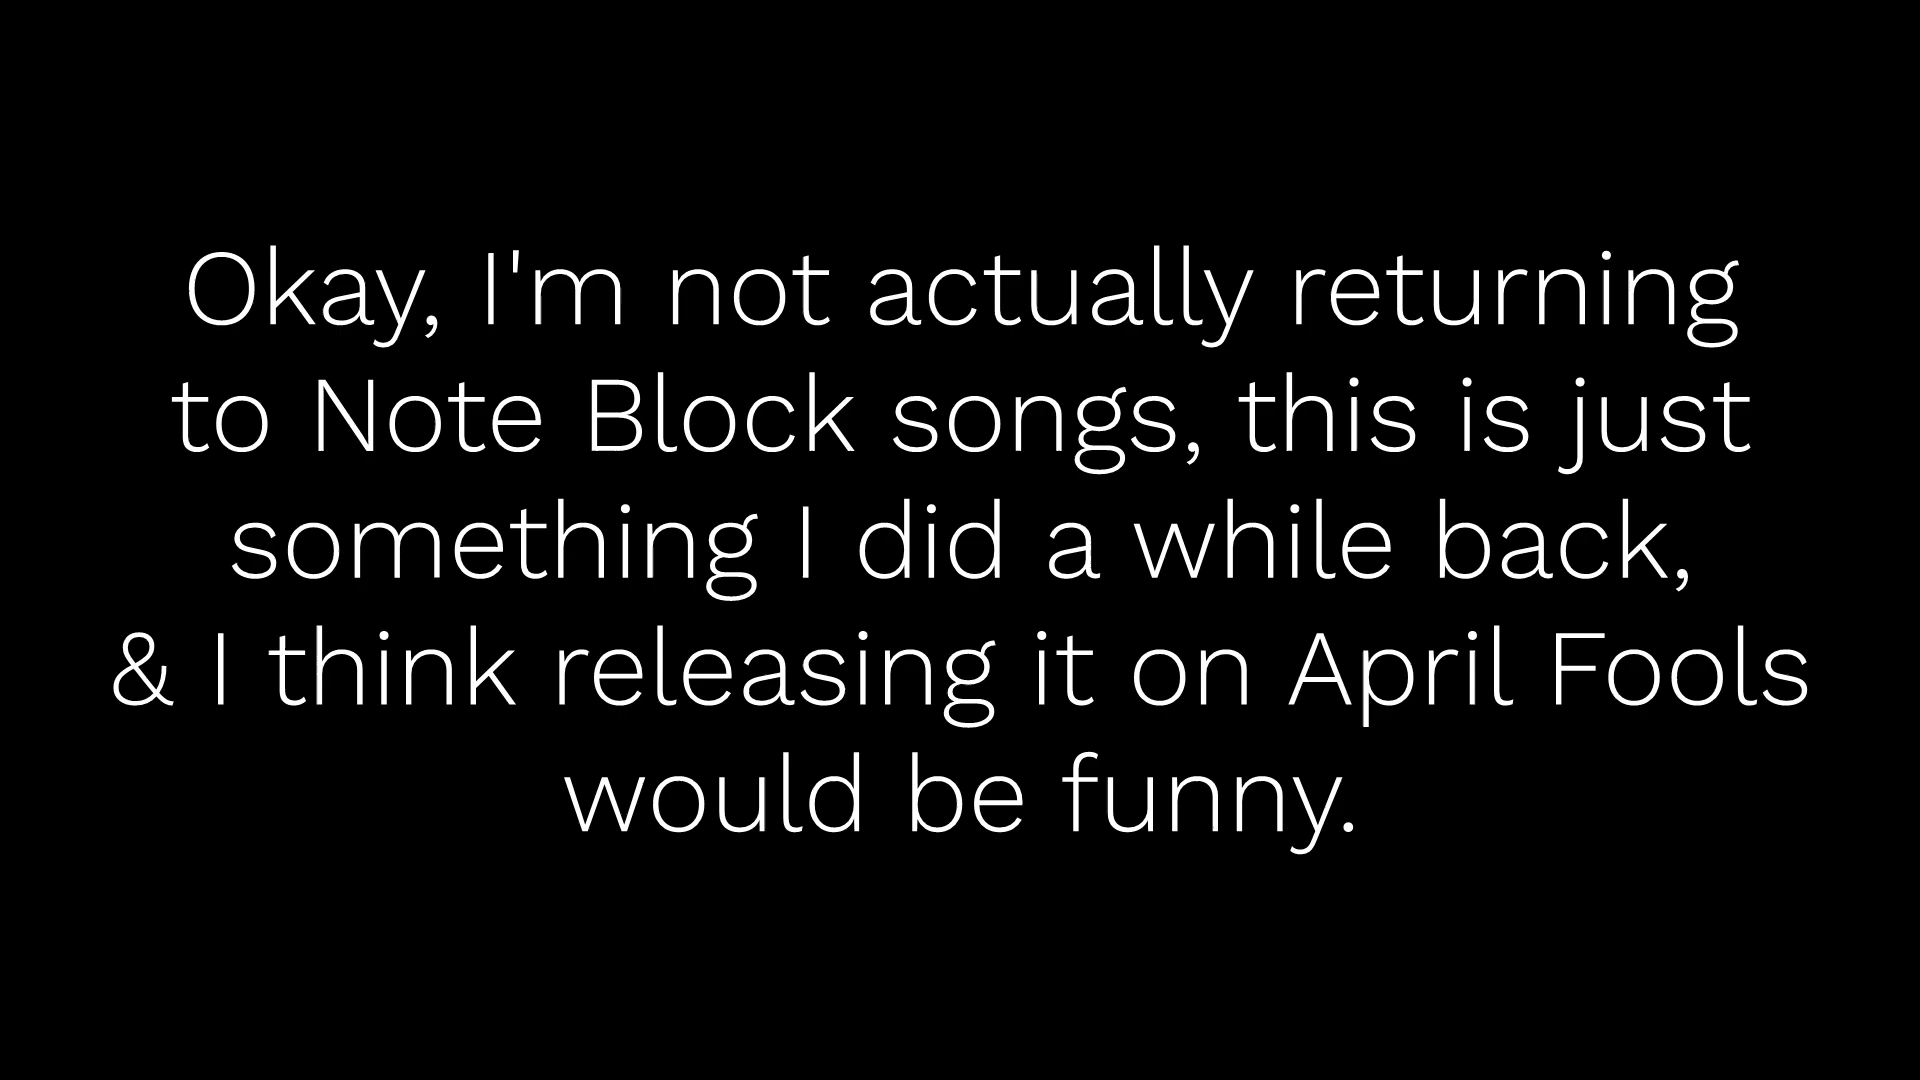 Okay, I'm not actually returning
to Note Block songs, this is just
something I did a while back,
& I think releasing it on April Fools
would be funny.